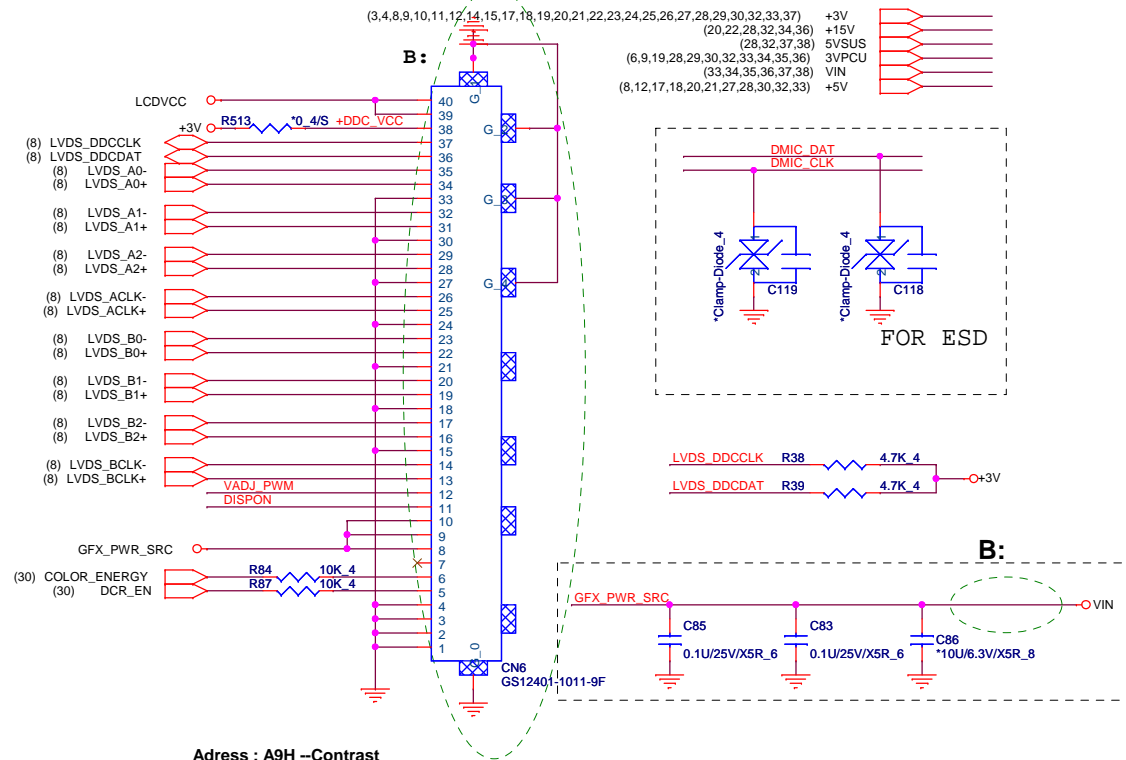 (3,4,8,9,10,11,12,14,15,17,18,19,20,21,22,23,24,25,26,27,28,29,30,32,33,37) +3V
(20,22,28,32,34,36) +15V
(28,32,37,38) 5VSUS
(6,9,19,28,29,30,32,33,34,35,36) 3VPCU
(33,34,35,36,37,38) VIN
(8,12,17,18,20,21,27,28,30,32,33) +5V
B:
LCDVCC 40
39
+3V R513 *0_4/S +DDC_VCC 38
(8) LVDS_DDCCLK 37
(8) LVDS_DDCDAT 36
(8) LVDS_A0- 35
(8) LVDS_A0+ 34
33
(8) LVDS_A1- 32
(8) LVDS_A1+ 31
30
(8) LVDS_A2- 29
(8) LVDS_A2+ 28
27
(8) LVDS_ACLK- 26
(8) LVDS_ACLK+ 25
24
(8) LVDS_B0- 23
(8) LVDS_B0+ 22
21
(8) LVDS_B1- 20
(8) LVDS_B1+ 19
18
(8) LVDS_B2- 17
(8) LVDS_B2+ 16
15
(8) LVDS_BCLK- 14
(8) LVDS_BCLK+ 13
VADJ_PWM 12
DISPON 11
10
9
GFX_PWR_SRC 8
7
(30) COLOR_ENERGY R84 10K_4 6
(30) DCR_EN R87 10K_4 5
4
3
2
1
G_0
CN6
GS12401-1011-9F
DMIC_DAT
DMIC_CLK
1
2
*Clamp-Diode_4
C119
1
2
*Clamp-Diode_4
C118
FOR ESD
LVDS_DDCCLK R38 4.7K_4
LVDS_DDCDAT R39 4.7K_4
+3V
B:
GFX_PWR_SRC
VIN
C85
0.1U/25V/X5R_6
C83
0.1U/25V/X5R_6
C86
*10U/6.3V/X5R_8
Adress : A9H --Contrast